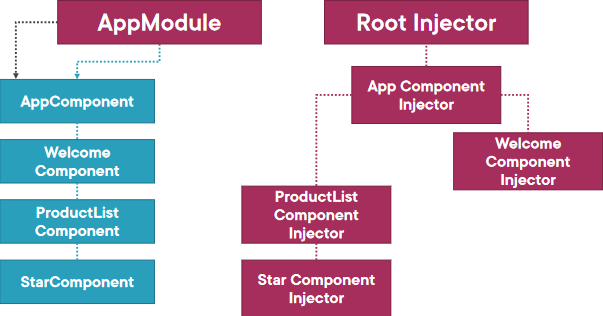 AppModule
AppComponent
Welcome
Component
ProductList
Component
StarComponent
Root Injector
App Component
Injector
Welcome
Component
Injector
ProductList
Component
Injector
Star Component
Injector